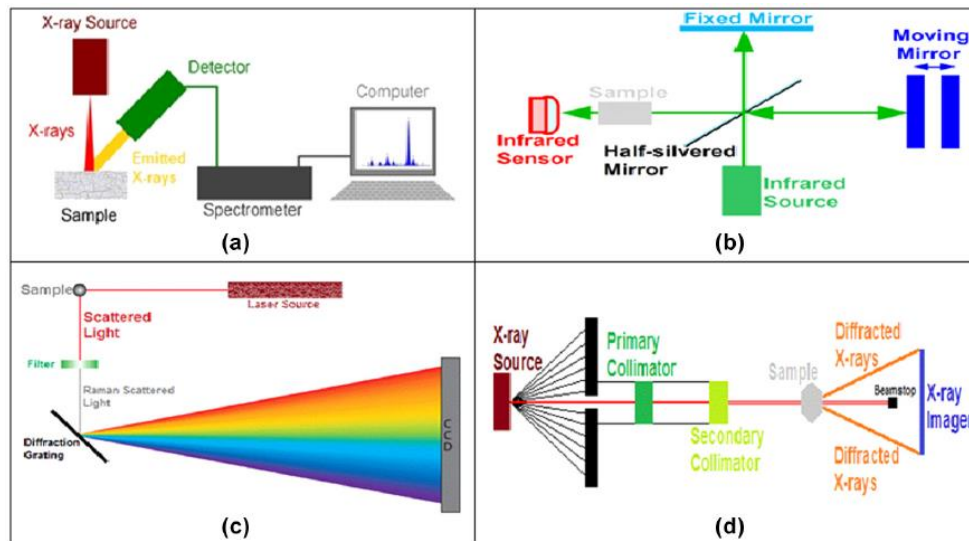 X-ray Source
Detector
X-rays
Emitted
X-rays
Sample
Spectrometer
Computer
(a)
Fixed Mirror
Moving
Mirror
Sample
Infrared
Sensor
Half-silvered
Mirror
Infrared
Source
(b)
Sample
Laser Source
Scattered
Light
Filter
Raman Scattered
Light
Diffraction
Grating
CCD
(c)
X-ray
Source
Primary
Collimator
Secondary
Collimator
Sample
Diffracted
X-rays
Beamstop
X-ray
Imager
Diffracted
X-rays
(d)